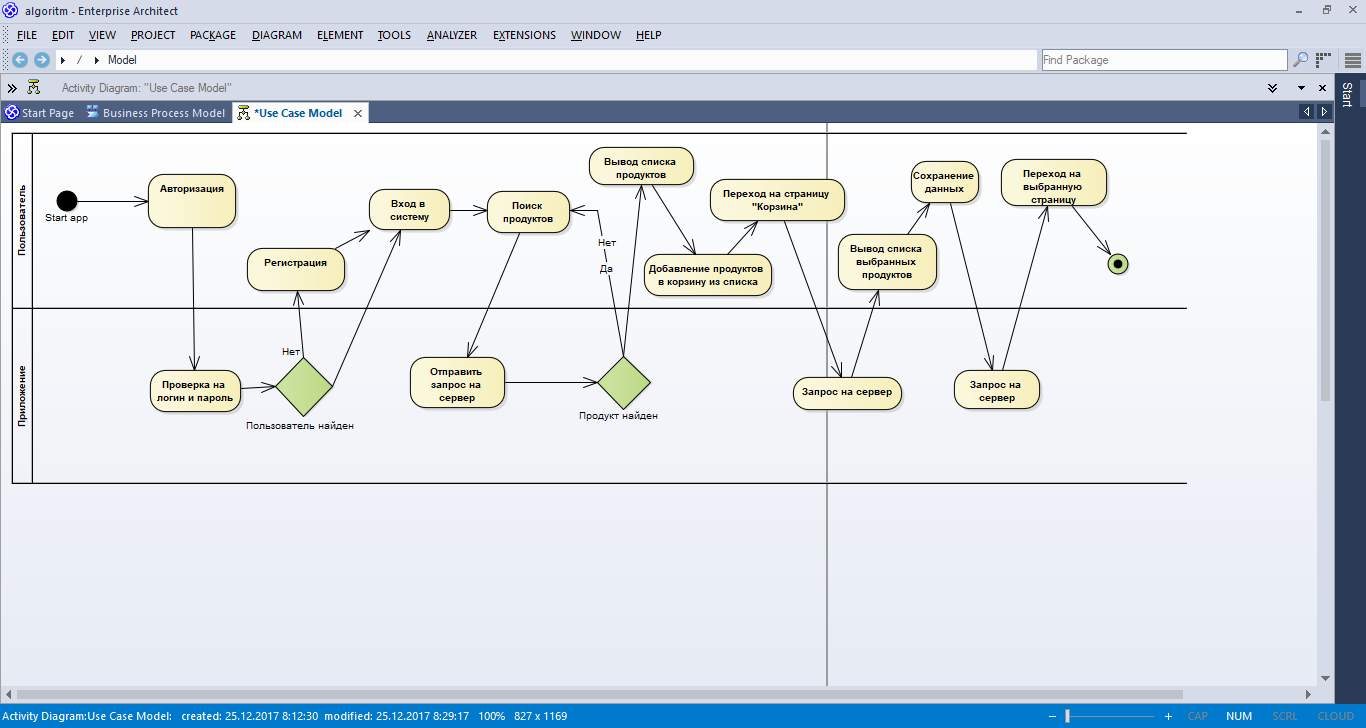 algoritm - Enterprise Architect
FILE EDIT VIEW PROJECT PACKAGE DIAGRAM ELEMENT TOOLS ANALYZER EXTENSIONS WINDOW HELP
/ Model
Find Package
Activity Diagram: "Use Case Model"
Start
Start Page
Business Process Model
*Use Case Model
Пользователь
Start app
Авторизация
Регистрация
Вход в
систему
Поиск
продуктов
Вывод списка
продуктов
Нет
Да
Добавление продуктов
в корзину из списка
Переход на страницу
"Корзина"
Вывод списка
выбранных
продуктов
Сохранение
данных
Переход на
выбранную
страницу
Приложение
Проверка на
логин и пароль
Нет
Пользователь найден
Отправить
запрос на
сервер
Продукт найден
Запрос на сервер
Запрос на
сервер
Activity Diagram:Use Case Model: created: 25.12.2017 8:12:30 modified: 25.12.2017 8:29:17 100% 827 x 1169
CAP NUM SCRL CLOUD